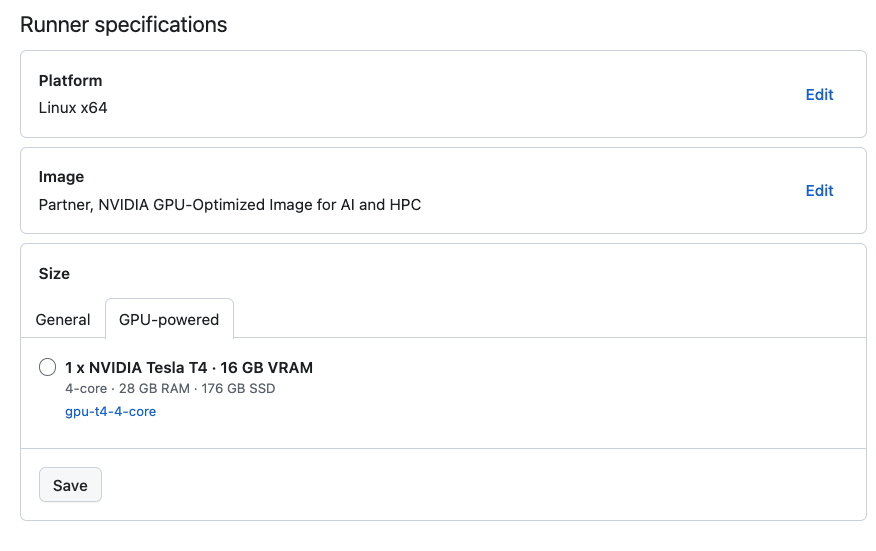 Runner specifications
Platform
Linux x64
Edit
Image
Partner, NVIDIA GPU-Optimized Image for AI and HPC
Edit
Size
General
GPU-powered
1 x NVIDIA Tesla T4 · 16 GB VRAM
4-core · 28 GB RAM · 176 GB SSD
gpu-t4-4-core
Save